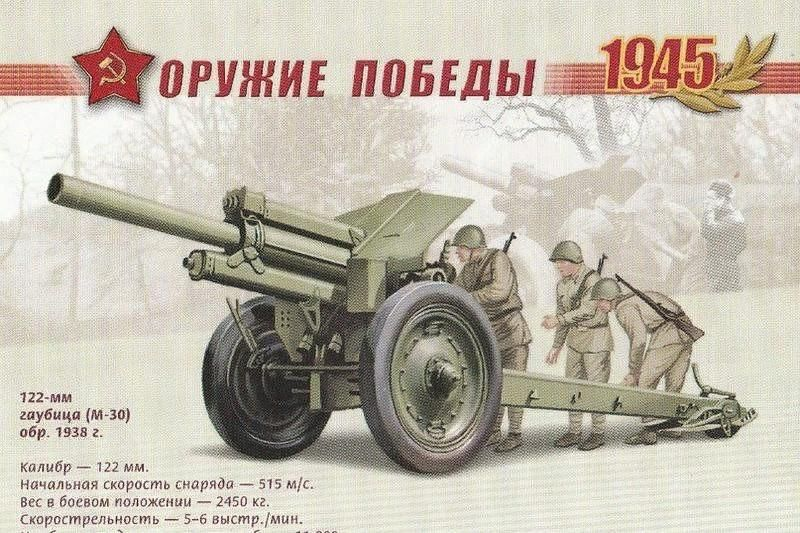 ОРУЖИЕ ПОБЕДЫ
1945
122-мм
гаубица (М-30)
обр. 1938 г.
Калибр — 122 мм.
Начальная скорость снаряда — 515 м/с.
Вес в боевом положении — 2450 кг.
Скорострельность — 5–6 выстр./мин.